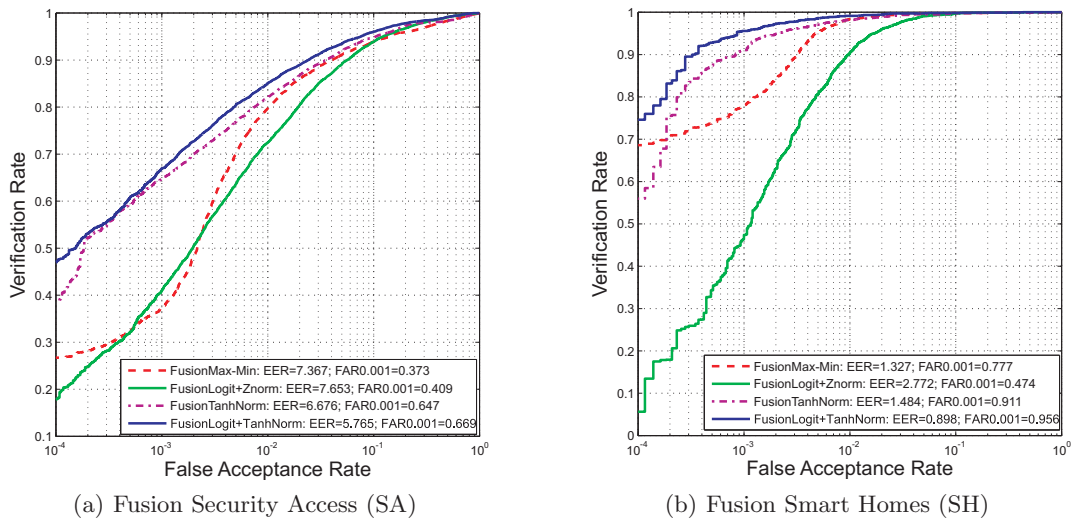 1
0.9
0.8
0.7
0.6
0.5
0.4
0.3
0.2
0.1
Verification Rate
FusionMax-Min: EER=7.367; FAR0.001=0.373
FusionLogit+Znorm: EER=7.653; FAR0.001=0.409
FusionTanhNorm: EER=6.676; FAR0.001=0.647
FusionLogit+TanhNorm: EER=5.765; FAR0.001=0.669
10⁻⁴ 10⁻³ 10⁻² 10⁻¹ 10⁰
False Acceptance Rate
(a) Fusion Security Access (SA)
1
0.9
0.8
0.7
0.6
0.5
0.4
0.3
0.2
0.1
0
Verification Rate
FusionMax-Min: EER=1.327; FAR0.001=0.777
FusionLogit+Znorm: EER=2.772; FAR0.001=0.474
FusionTanhNorm: EER=1.484; FAR0.001=0.911
FusionLogit+TanhNorm: EER=0.898; FAR0.001=0.956
10⁻⁴ 10⁻³ 10⁻² 10⁻¹ 10⁰
False Acceptance Rate
(b) Fusion Smart Homes (SH)